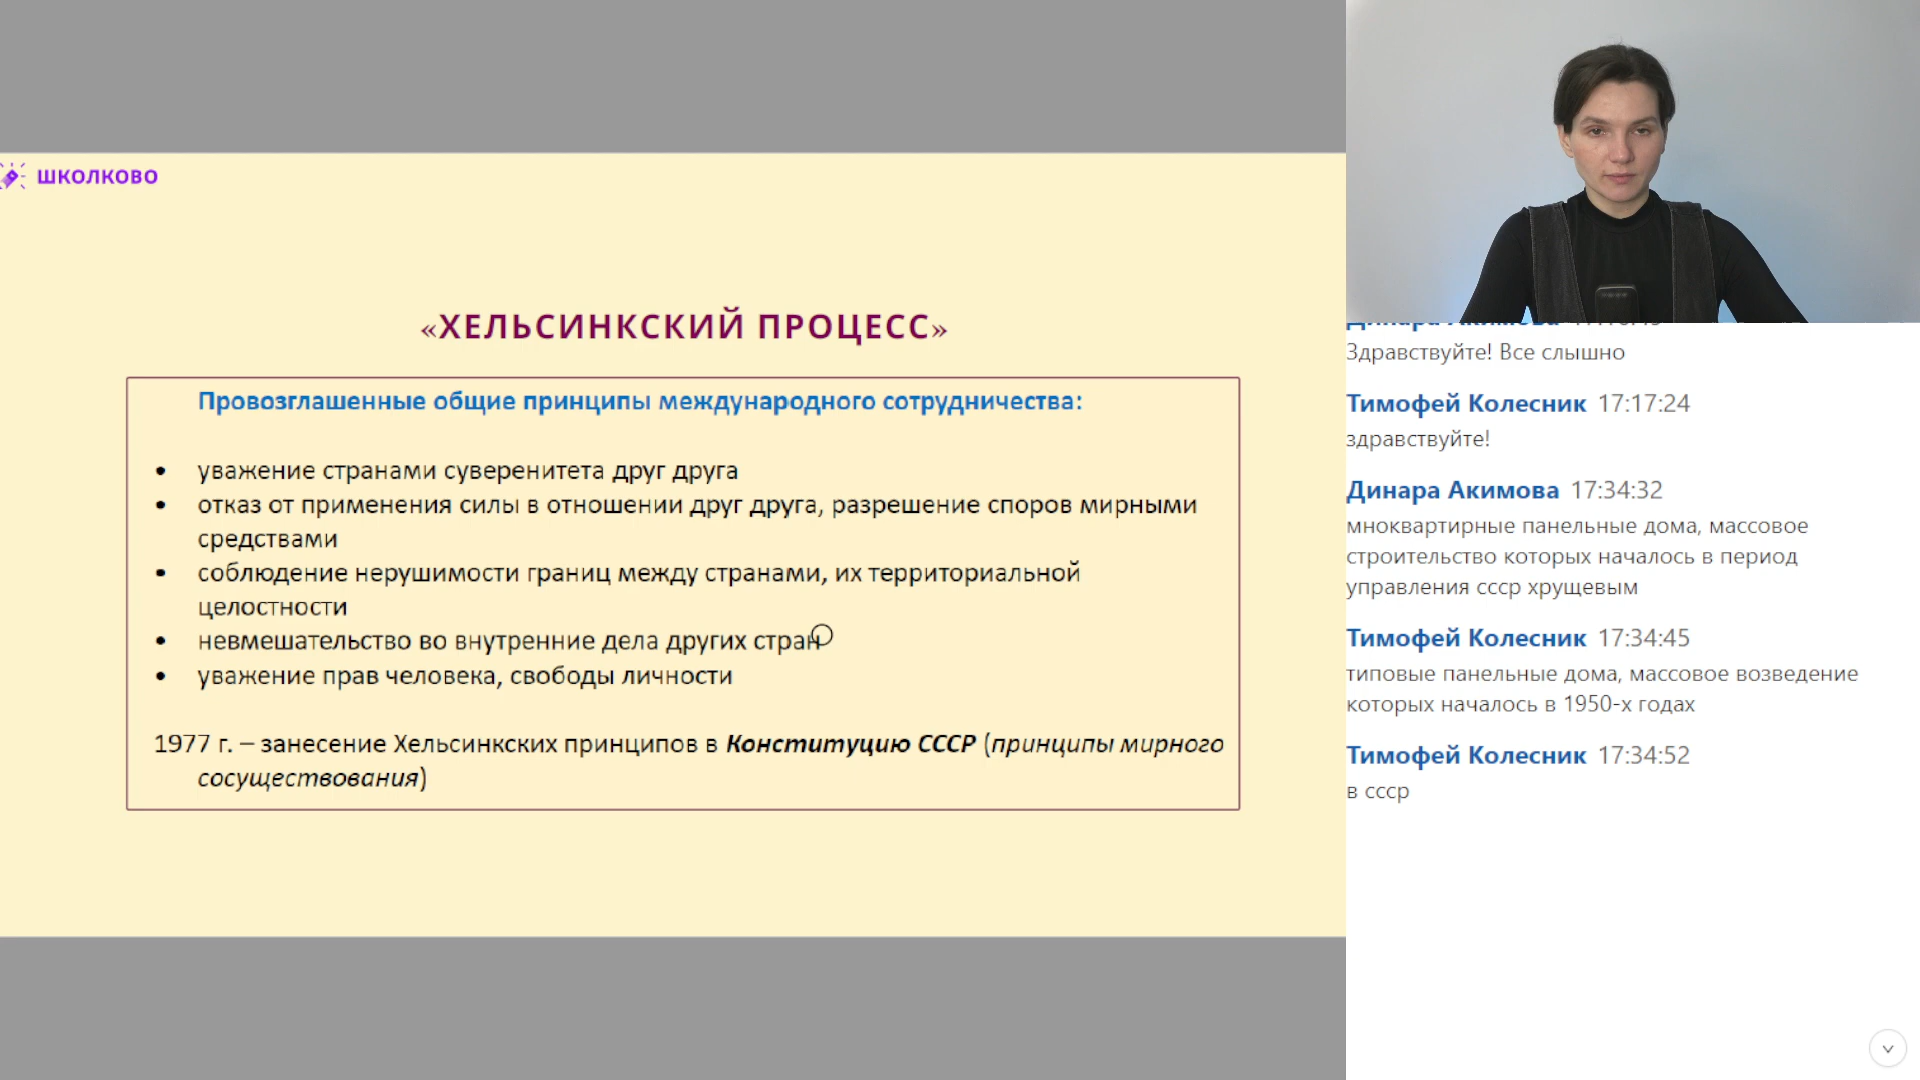 ШКОЛКОВО
«ХЕЛЬСИНКСКИЙ ПРОЦЕСС»
Провозглашенные общие принципы международного сотрудничества:
• уважение странами суверенитета друг друга
• отказ от применения силы в отношении друг друга, разрешение споров мирными
средствами
• соблюдение нерушимости границ между странами, их территориальной
целостности
• невмешательство во внутренние дела других стран
• уважение прав человека, свободы личности
1977 г. – занесение Хельсинкских принципов в Конституцию СССР (принципы мирного
сосуществования)
Динара Акимова
Здравствуйте! Все слышно
Тимофей Колесник 17:17:24
здравствуйте!
Динара Акимова 17:34:32
мноквартирные панельные дома, массовое
строительство которых началось в период
управления ссср хрущевым
Тимофей Колесник 17:34:45
типовые панельные дома, массовое возведение
которых началось в 1950-х годах
Тимофей Колесник 17:34:52
в ссср